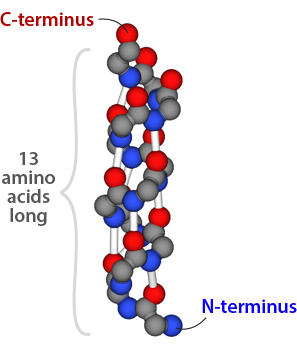 C-terminus
13
amino
acids
long
N-terminus